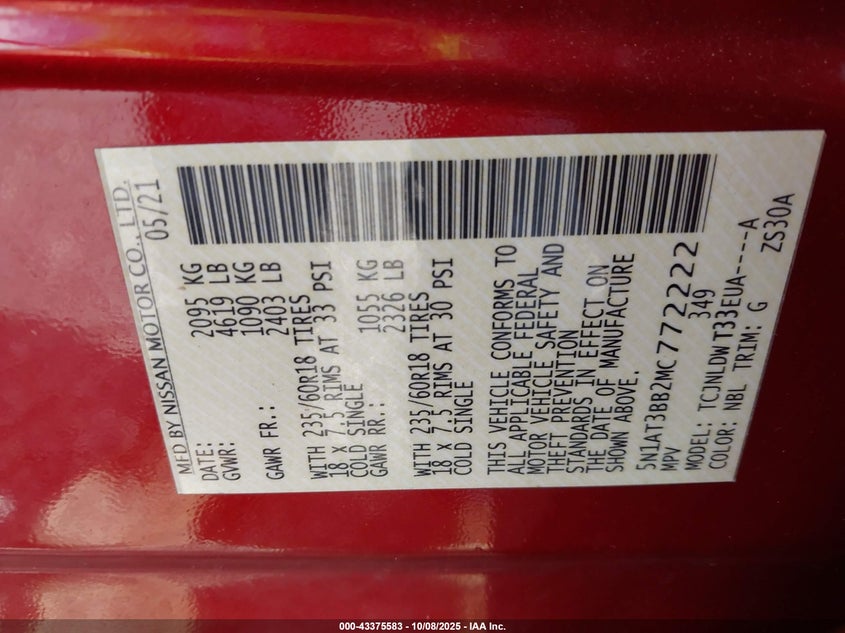 MFD BY NISSAN MOTOR CO., LTD.
DATE: 05/21
GVWR: 2095 KG
4619 LB
GAWR FR.: 1090 KG
2403 LB
WITH 235/60R18 TIRES
18 X 7.5 RIMS AT 33 PSI
COLD SINGLE
GAWR RR.: 1055 KG
2326 LB
WITH 235/60R18 TIRES
18 X 7.5 RIMS AT 30 PSI
COLD SINGLE
THIS VEHICLE CONFORMS TO
ALL APPLICABLE FEDERAL
MOTOR VEHICLE SAFETY AND
THEFT PREVENTION
STANDARDS IN EFFECT ON
THE DATE OF MANUFACTURE
SHOWN ABOVE.
5N1AT3BB2MC772222
MPV 349
MODEL: TCJNLDWT33EUA----A
COLOR: NBL TRIM: G ZS30A
000-43375583 - 10/08/2025 - IAA Inc.